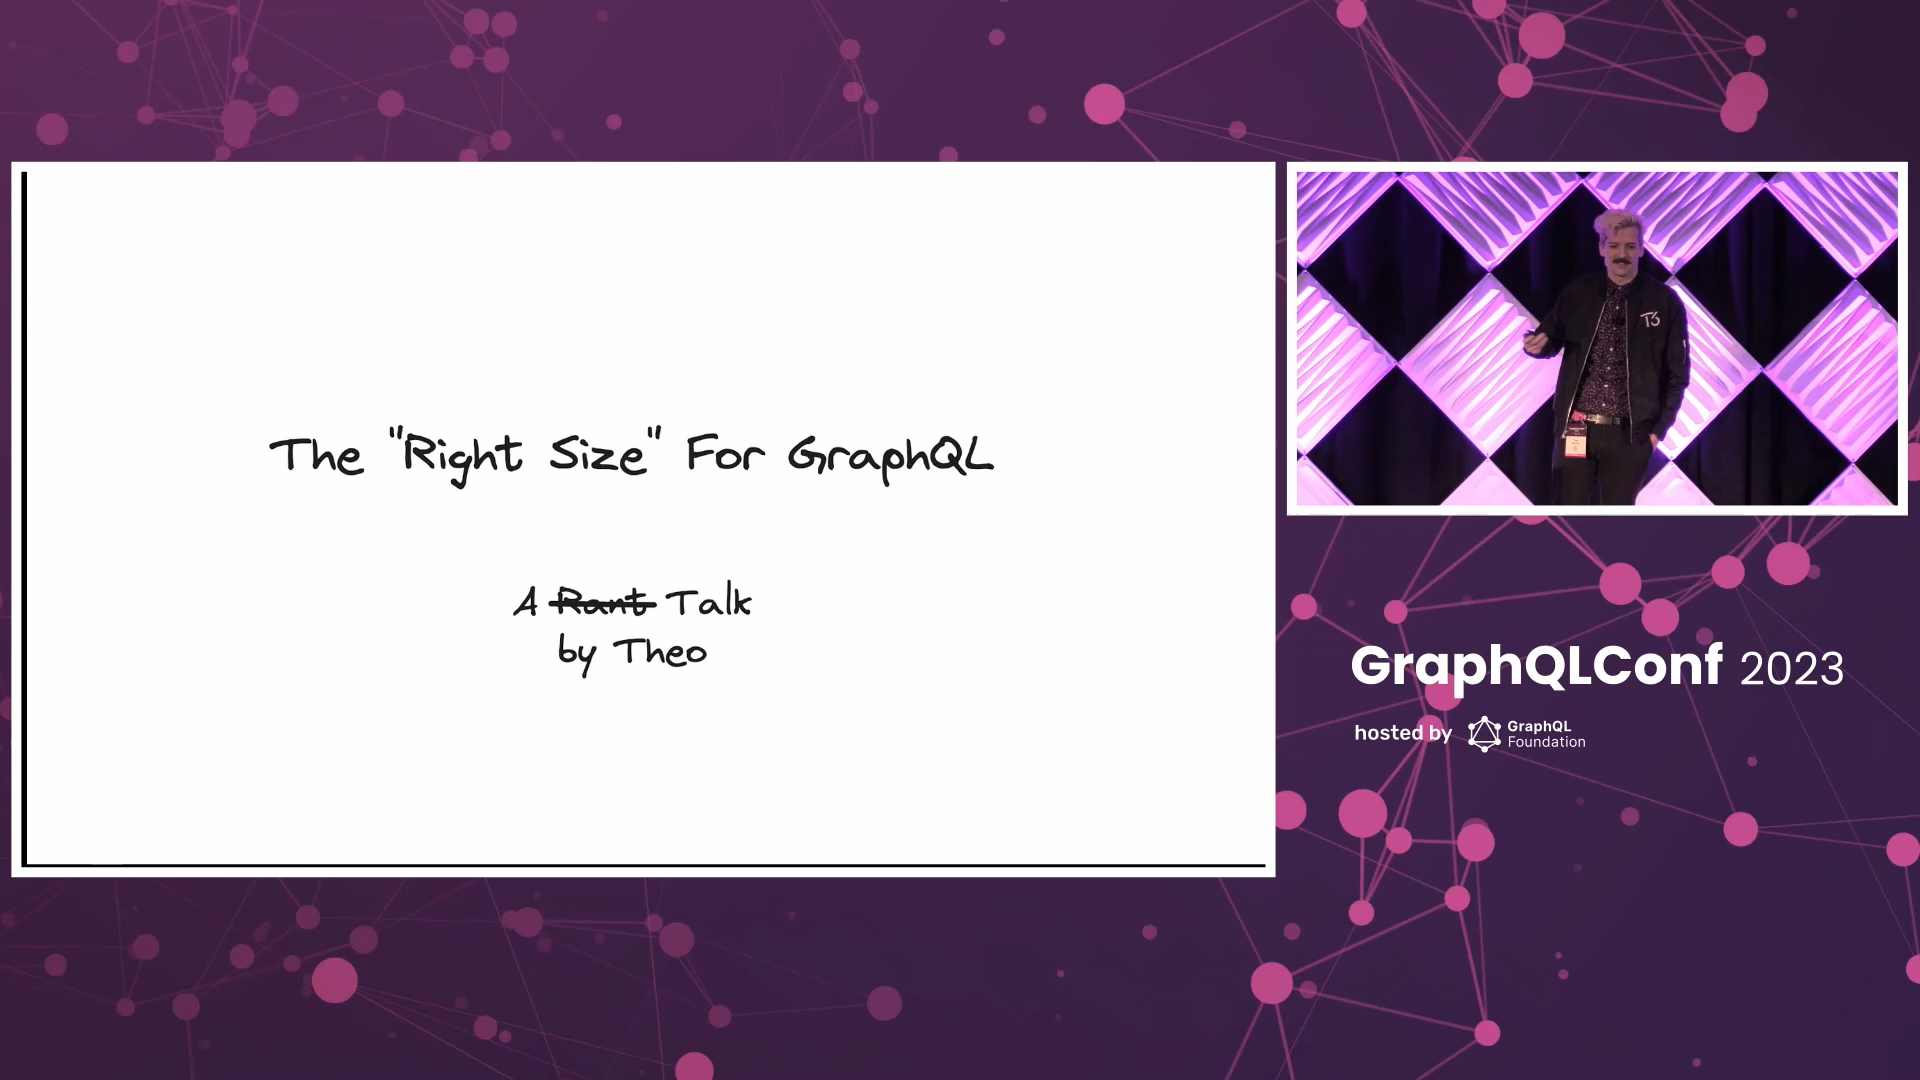 The "Right Size" For GraphQL
A Rant Talk
by Theo
T3
GraphQLConf 2023
hosted by GraphQL Foundation